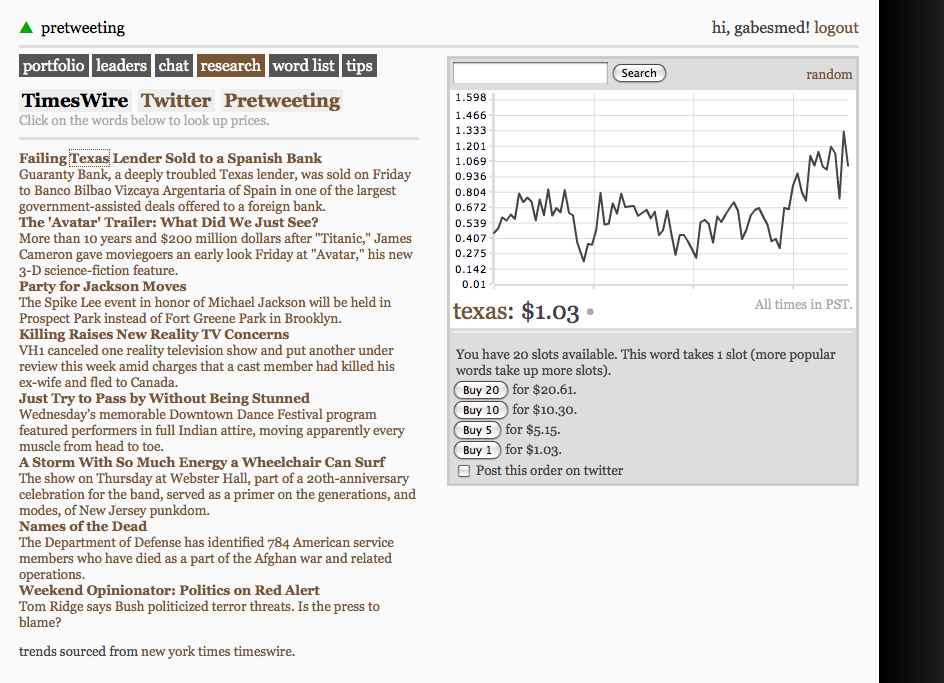 pretweeting
hi, gabesmed! logout
portfolio leaders chat research word list tips
TimesWire Twitter Pretweeting
Click on the words below to look up prices.
Failing Texas Lender Sold to a Spanish Bank
Guaranty Bank, a deeply troubled Texas lender, was sold on Friday
to Banco Bilbao Vizcaya Argentaria of Spain in one of the largest
government-assisted deals offered to a foreign bank.
The 'Avatar' Trailer: What Did We Just See?
More than 10 years and $200 million dollars after "Titanic," James
Cameron gave moviegoers an early look Friday at "Avatar," his new
3-D science-fiction feature.
Party for Jackson Moves
The Spike Lee event in honor of Michael Jackson will be held in
Prospect Park instead of Fort Greene Park in Brooklyn.
Killing Raises New Reality TV Concerns
VH1 canceled one reality television show and put another under
review this week amid charges that a cast member had killed his
ex-wife and fled to Canada.
Just Try to Pass by Without Being Stunned
Wednesday's memorable Downtown Dance Festival program
featured performers in full Indian attire, moving apparently every
muscle from head to toe.
A Storm With So Much Energy a Wheelchair Can Surf
The show on Thursday at Webster Hall, part of a 20th-anniversary
celebration for the band, served as a primer on the generations, and
modes, of New Jersey punkdom.
Names of the Dead
The Department of Defense has identified 784 American service
members who have died as a part of the Afghan war and related
operations.
Weekend Opinionator: Politics on Red Alert
Tom Ridge says Bush politicized terror threats. Is the press to
blame?
trends sourced from new york times timeswire.
Search
random
1.598
1.466
1.333
1.201
1.069
0.936
0.804
0.672
0.539
0.407
0.275
0.142
0.01
texas: $1.03
All times in PST.
You have 20 slots available. This word takes 1 slot (more popular
words take up more slots).
Buy 20 for $20.61.
Buy 10 for $10.30.
Buy 5 for $5.15.
Buy 1 for $1.03.
Post this order on twitter